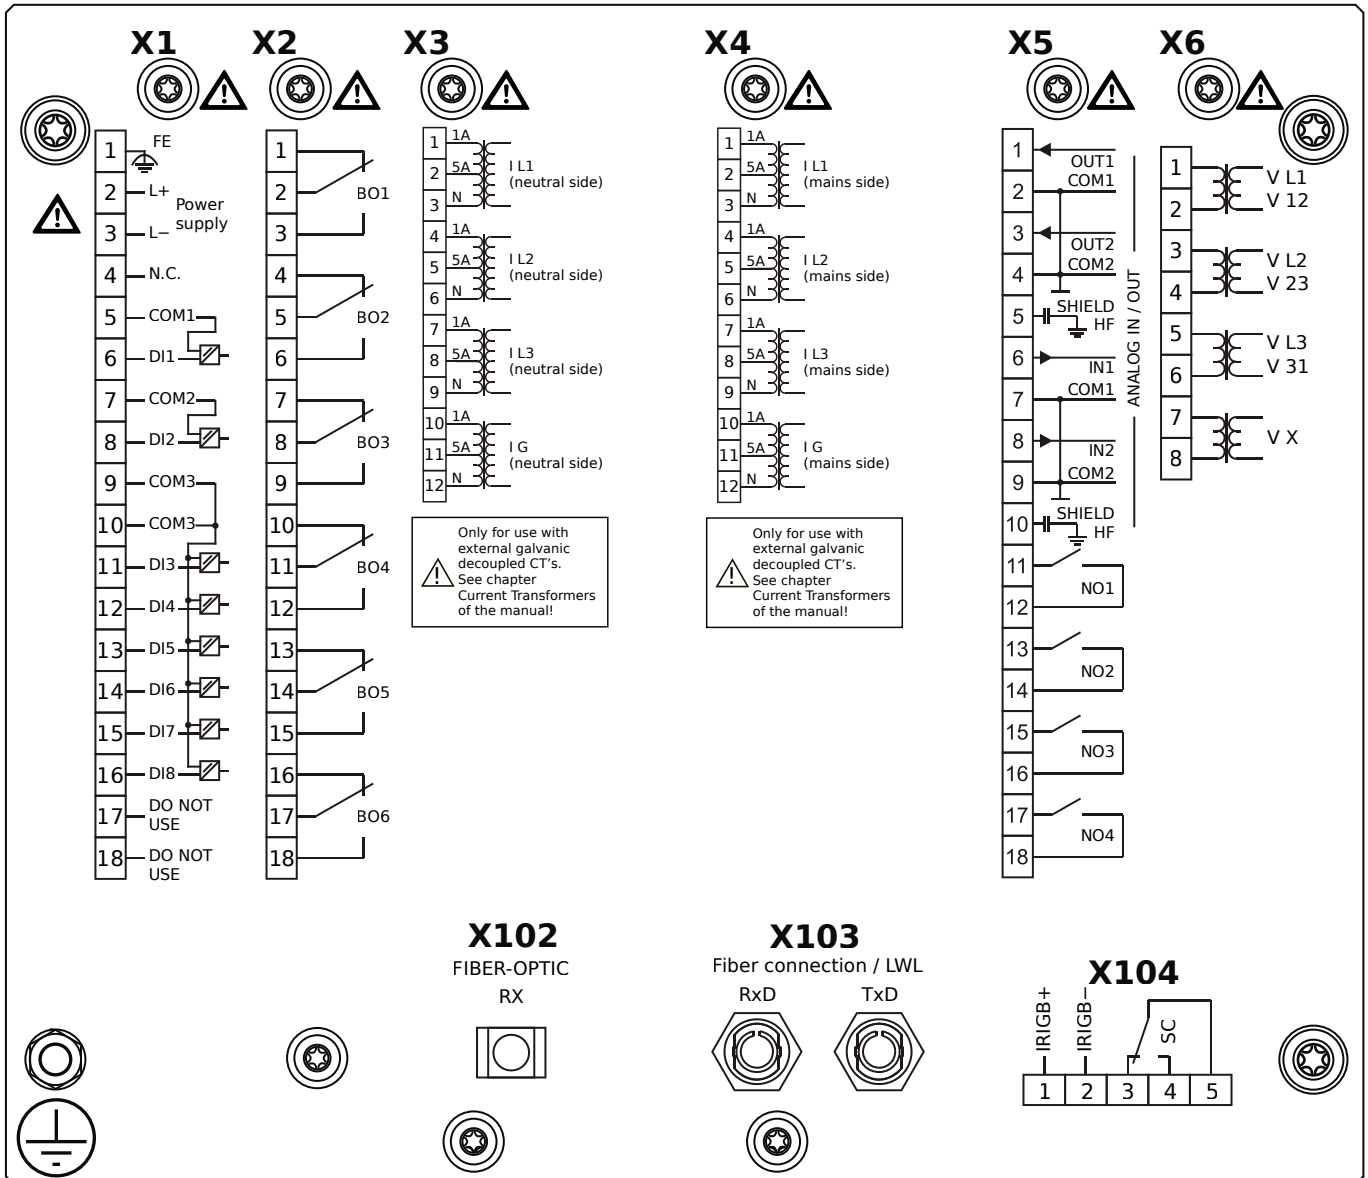 X1
1
FE
2
L+
Power
supply
3
L−
4
N.C.
5
COM1
6
DI1
7
COM2
8
DI2
9
COM3
10
COM3
11
DI3
12
DI4
13
DI5
14
DI6
15
DI7
16
DI8
17
DO NOT
USE
18
DO NOT
USE
X2
1
2
BO1
3
4
5
BO2
6
7
8
BO3
9
10
11
BO4
12
13
14
BO5
15
16
17
BO6
18
X3
1 1A
2 5A
3 N
I L1
(neutral side)
4 1A
5 5A
6 N
I L2
(neutral side)
7 1A
8 5A
9 N
I L3
(neutral side)
10 1A
11 5A
12 N
I G
(neutral side)
Only for use with
external galvanic
decoupled CT's.
See chapter
Current Transformers
of the manual!
X4
1 1A
2 5A
3 N
I L1
(mains side)
4 1A
5 5A
6 N
I L2
(mains side)
7 1A
8 5A
9 N
I L3
(mains side)
10 1A
11 5A
12 N
I G
(mains side)
Only for use with
external galvanic
decoupled CT's.
See chapter
Current Transformers
of the manual!
X5
1
OUT1
2
COM1
3
OUT2
4
COM2
5
SHIELD
HF
6
IN1
7
COM1
8
IN2
9
COM2
10
SHIELD
HF
ANALOG IN / OUT
11
NO1
12
13
NO2
14
15
NO3
16
17
NO4
18
X6
1
2
V L1
V 12
3
4
V L2
V 23
5
6
V L3
V 31
7
8
V X
X102
FIBER-OPTIC
RX
X103
Fiber connection / LWL
RxD TxD
X104
IRIGB+
IRIGB−
SC
1 2 3 4 5